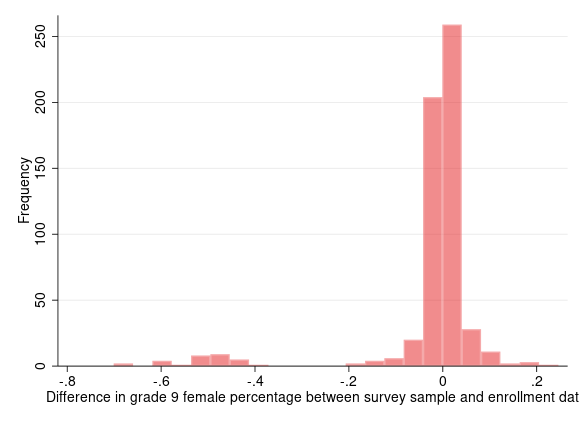 250
200
150
100
50
0
Frequency
-.8 -.6 -.4 -.2 0 .2
Difference in grade 9 female percentage between survey sample and enrollment dat